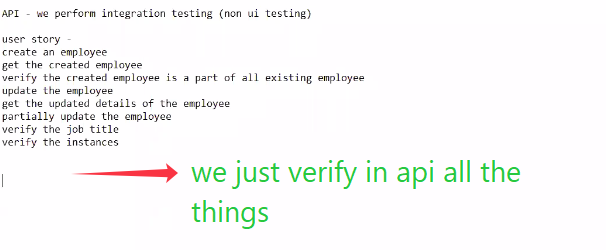 API - we perform integration testing (non ui testing)
user story -
create an employee
get the created employee
verify the created employee is a part of all existing employee
update the employee
get the updated details of the employee
partially update the employee
verify the job title
verify the instances
we just verify in api all the
things